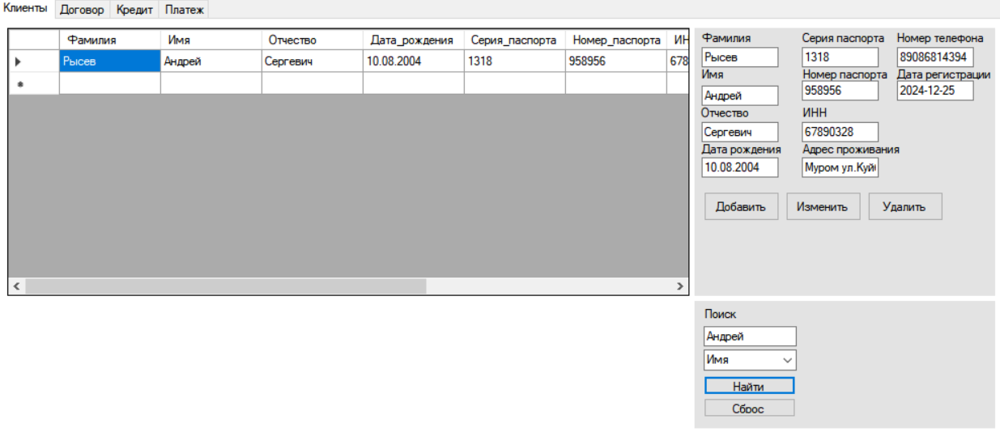 Клиенты Договор Кредит Платеж
Фамилия Имя Отчество Дата_рождения Серия_паспорта Номер_паспорта ИН
Рысев Андрей Сергевич 10.08.2004 1318 958956 678
Фамилия Серия паспорта Номер телефона
Рысев 1318 89086814394
Имя Номер паспорта Дата регистрации
Андрей 958956 2024-12-25
Отчество ИНН
Сергевич 67890328
Дата рождения Адрес проживания
10.08.2004 Муром ул.Куй
Добавить Изменить Удалить
Поиск
Андрей
Имя
Найти
Сброс